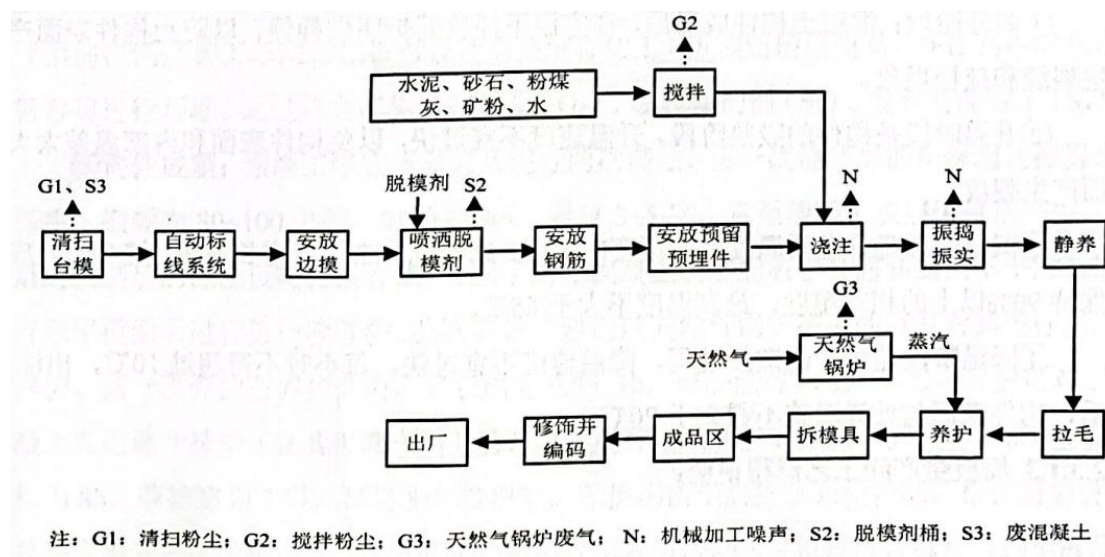 G2
水泥、砂石、粉煤
灰、矿粉、水
搅拌
G1、S3
脱模剂
S2
N
N
清扫
台模
自动标
线系统
安放
边摸
喷洒脱
模剂
安放
钢筋
安放预留
预埋件
浇注
振捣
振实
静养
G3
天然气
天然气
锅炉
蒸汽
出厂
修饰并
编码
成品区
拆模具
养护
拉毛
注：G1：清扫粉尘；G2：搅拌粉尘；G3：天然气锅炉废气；N：机械加工噪声；S2：脱模剂桶；S3：废混凝土